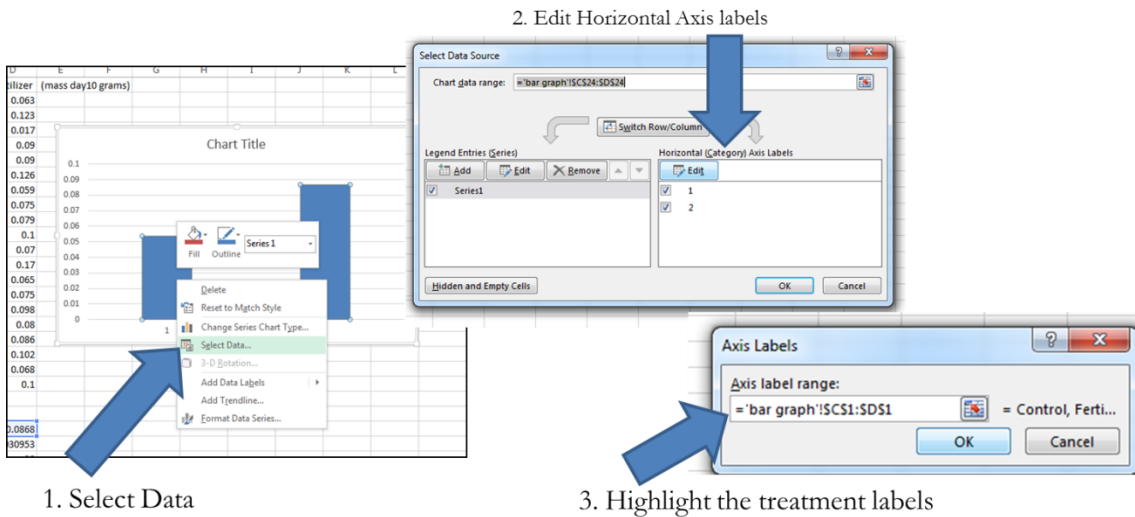 2. Edit Horizontal Axis labels
D E F G H I J K L
tilizer (mass day10 grams)
0.063
0.123
0.017
0.09
0.09
0.126
0.059
0.075
0.079
0.1
0.07
0.17
0.065
0.075
0.098
0.08
0.086
0.102
0.068
0.1
0.0868
030953
Chart Title
0.1
0.09
0.08
0.07
0.06
0.05
0.04
0.03
0.02
0.01
0
1
Fill Outline Series 1
Delete
Reset to Match Style
Change Series Chart Type...
Select Data...
3-D Rotation...
Add Data Labels
Add Trendline...
Format Data Series...
1. Select Data
Select Data Source
Chart data range: ='bar graph'!$C$24:$D$24
Switch Row/Column
Legend Entries (Series)
Add Edit Remove
Series1
Horizontal (Category) Axis Labels
Edit
1
2
Hidden and Empty Cells
OK Cancel
Axis Labels
Axis label range:
='bar graph'!$C$1:$D$1 = Control, Ferti...
OK Cancel
3. Highlight the treatment labels